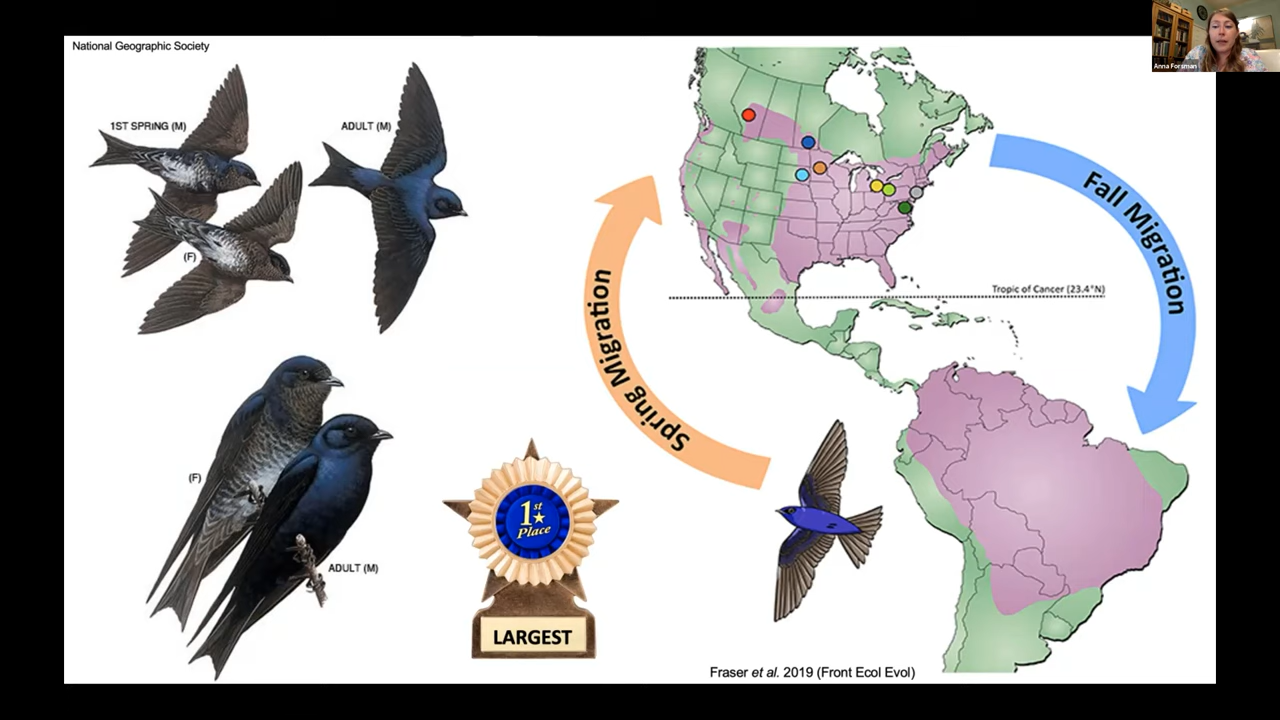 National Geographic Society
Anna Forsman
1ST SPRING (M)
ADULT (M)
(F)
Fall Migration
Tropic of Cancer (23.4°N)
Spring Migration
(F)
ADULT (M)
1st
Place
LARGEST
Fraser et al. 2019 (Front Ecol Evol)